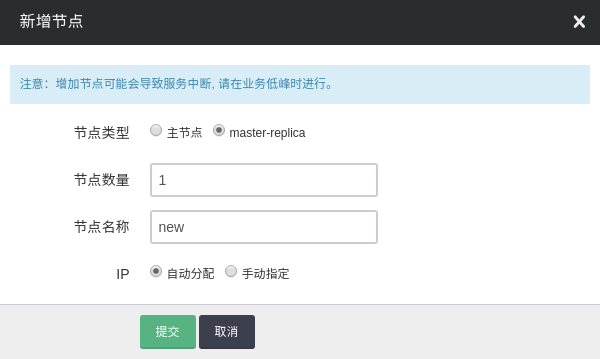 新增节点
注意：增加节点可能会导致服务中断, 请在业务低峰时进行。
节点类型 主节点 master-replica
节点数量 1
节点名称 new
IP 自动分配 手动指定
提交 取消